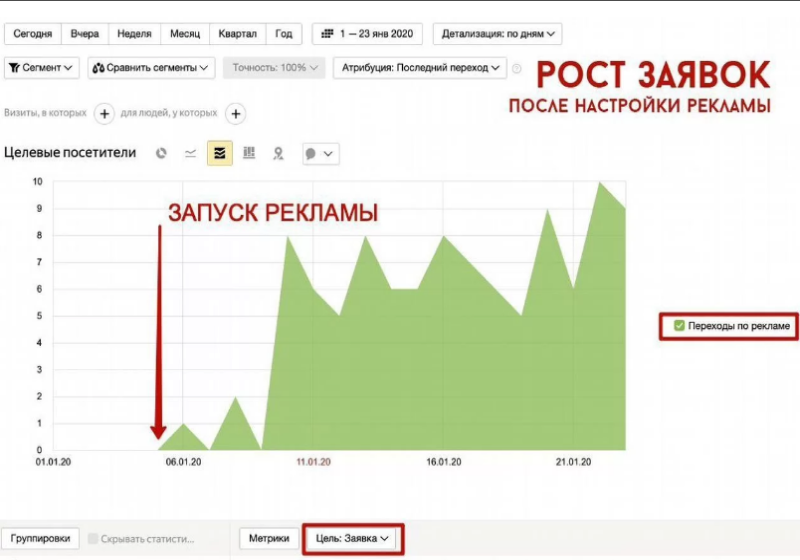 Сегодня Вчера Неделя Месяц Квартал Год 1 — 23 янв 2020 Детализация: по дням
Сегмент Сравнить сегменты Точность: 100% Атрибуция: Последний переход ?
РОСТ ЗАЯВОК
ПОСЛЕ НАСТРОЙКИ РЕКЛАМЫ
Визиты, в которых + для людей, у которых +
Целевые посетители
ЗАПУСК РЕКЛАМЫ
10
9
8
7
6
5
4
3
2
1
0
Переходы по рекламе
01.01.20 06.01.20 11.01.20 16.01.20 21.01.20
Группировки Скрывать статисти... Метрики Цель: Заявка